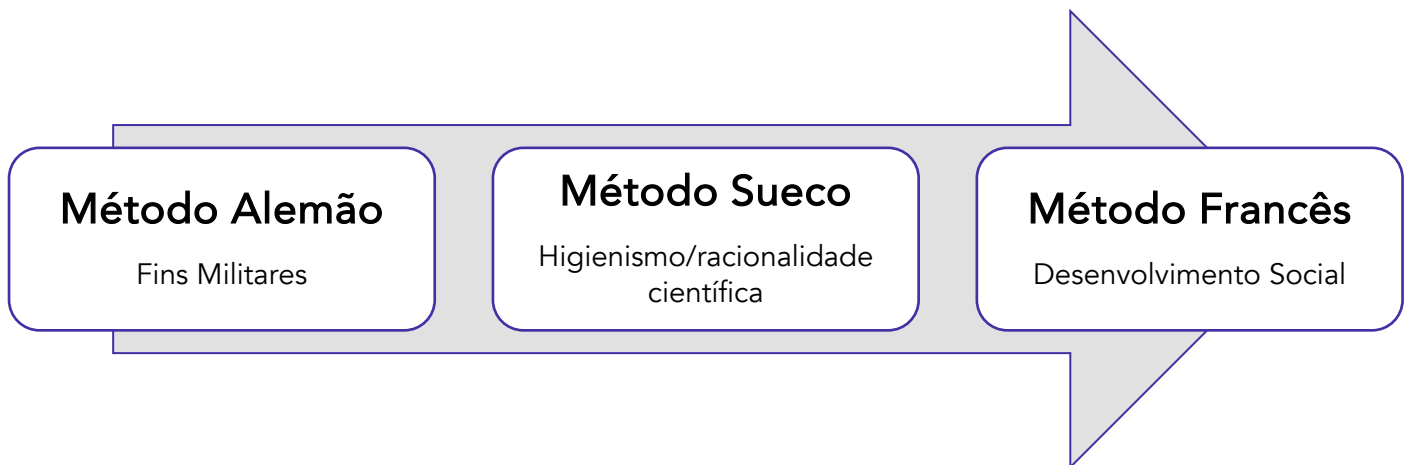 Método Alemão
Fins Militares
Método Sueco
Higienismo/racionalidade
científica
Método Francês
Desenvolvimento Social